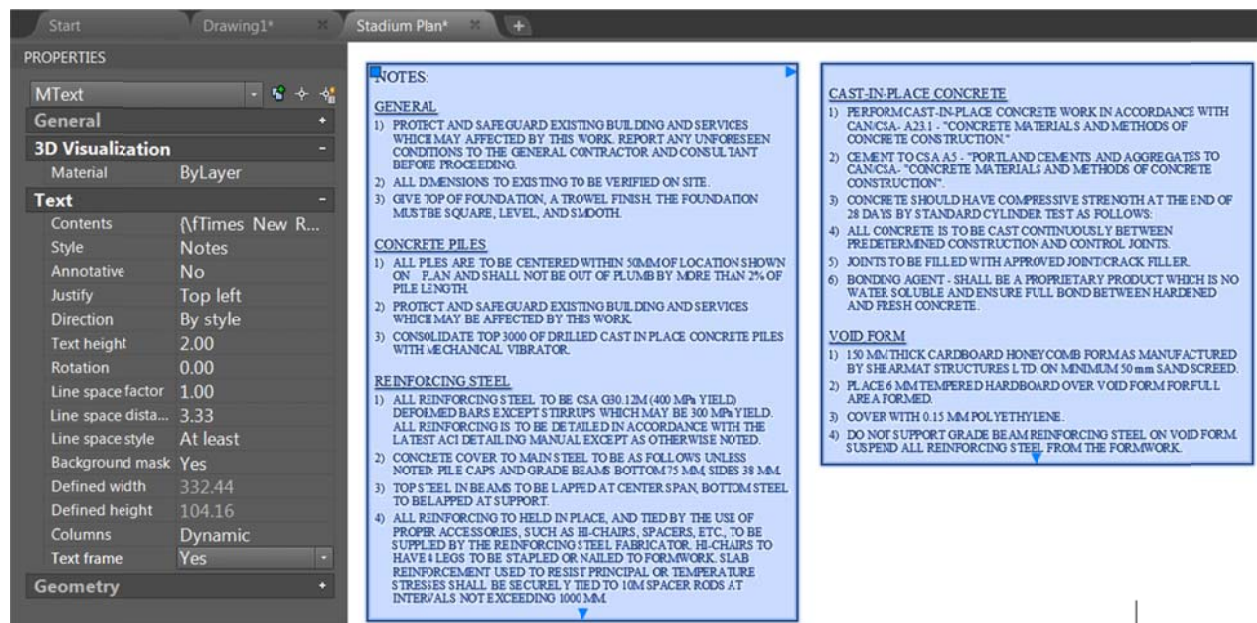 Start
Drawing1*
Stadium Plan*
PROPERTIES
MText
General
3D Visualization
Material ByLayer
Text
Contents {\fTimes New R...
Style Notes
Annotative No
Justify Top left
Direction By style
Text height 2.00
Rotation 0.00
Line space factor 1.00
Line space dista... 3.33
Line space style At least
Background mask Yes
Defined width 332.44
Defined height 104.16
Columns Dynamic
Text frame Yes
Geometry
NOTES:
GENERAL
1) PROTECT AND SAFEGUARD EXISTING BUILDING AND SERVICES
WHICH MAY AFFECTED BY THIS WORK. REPORT ANY UNFORESEEN
CONDITIONS TO THE GENERAL CONTRACTOR AND CONSULTANT
BEFORE PROCEEDING.
2) ALL DIMENSIONS TO EXISTING TO BE VERIFIED ON SITE.
3) GIVE TOP OF FOUNDATION, A TROWEL FINISH. THE FOUNDATION
MUST BE SQUARE, LEVEL, AND SMOOTH.
CONCRETE PILES
1) ALL PILES ARE TO BE CENTERED WITHIN 50MM OF LOCATION SHOWN
ON PLAN AND SHALL NOT BE OUT OF PLUMB BY MORE THAN 2% OF
PILE LENGTH.
2) PROTECT AND SAFEGUARD EXISTING BUILDING AND SERVICES
WHICH MAY BE AFFECTED BY THIS WORK.
3) CONSOLIDATE TOP 3000 OF DRILLED CAST IN PLACE CONCRETE PILES
WITH MECHANICAL VIBRATOR.
REINFORCING STEEL
1) ALL REINFORCING STEEL TO BE CSA G30.12M (400 MPa YIELD)
DEFORMED BARS EXCEPT STIRRUPS WHICH MAY BE 300 MPa YIELD.
ALL REINFORCING IS TO BE DETAILED IN ACCORDANCE WITH THE
LATEST ACI DETAILING MANUAL EXCEPT AS OTHERWISE NOTED.
2) CONCRETE COVER TO MAIN STEEL TO BE AS FOLLOWS UNLESS
NOTED: PILE CAPS AND GRADE BEAMS BOTTOM 75 MM, SIDES 38 MM.
3) TOP STEEL IN BEAMS TO BE LAPPED AT CENTER SPAN, BOTTOM STEEL
TO BE LAPPED AT SUPPORT.
4) ALL REINFORCING TO HELD IN PLACE, AND TIED BY THE USE OF
PROPER ACCESSORIES, SUCH AS HI-CHAIRS, SPACERS, ETC., TO BE
SUPPLED BY THE REINFORCING STEEL FABRICATOR. HI-CHAIRS TO
HAVE 4 LEGS TO BE STAPLED OR NAILED TO FORMWORK. SLAB
REINFORCEMENT USED TO RESIST PRINCIPAL OR TEMPERATURE
STRESSES SHALL BE SECURELY TIED TO 10M SPACER RODS AT
INTERVALS NOT EXCEEDING 1000 MM.
CAST-IN-PLACE CONCRETE
1) PERFORM CAST-IN-PLACE CONCRETE WORK IN ACCORDANCE WITH
CAN/CSA- A23.1 - "CONCRETE MATERIALS AND METHODS OF
CONCRETE CONSTRUCTION."
2) CEMENT TO CSA A5 - "PORTLAND CEMENTS AND AGGREGATES TO
CAN/CSA- "CONCRETE MATERIALS AND METHODS OF CONCRETE
CONSTRUCTION".
3) CONCRETE SHOULD HAVE COMPRESSIVE STRENGTH AT THE END OF
28 DAYS BY STANDARD CYLINDER TEST AS FOLLOWS:
4) ALL CONCRETE IS TO BE CAST CONTINUOUSLY BETWEEN
PREDETERMINED CONSTRUCTION AND CONTROL JOINTS.
5) JOINTS TO BE FILLED WITH APPROVED JOINT/CRACK FILLER.
6) BONDING AGENT - SHALL BE A PROPRIETARY PRODUCT WHICH IS NO
WATER SOLUBLE AND ENSURE FULL BOND BETWEEN HARDENED
AND FRESH CONCRETE.
VOID FORM
1) 150 MM THICK CARDBOARD HONEYCOMB FORM AS MANUFACTURED
BY SHEARMAT STRUCTURES LTD. ON MINIMUM 50 mm SAND SCREED.
2) PLACE 6 MM TEMPERED HARDBOARD OVER VOID FORM FOR FULL
AREA FORMED.
3) COVER WITH 0.15 MM POLYETHYLENE.
4) DO NOT SUPPORT GRADE BEAM REINFORCING STEEL ON VOID FORM.
SUSPEND ALL REINFORCING STEEL FROM THE FORMWORK.